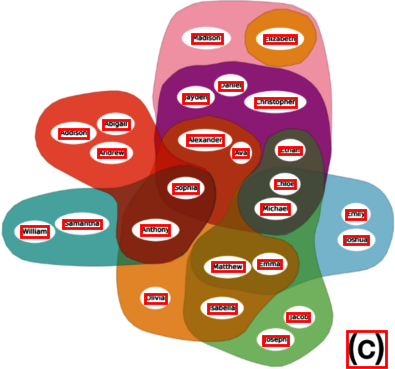 Madison
Elizabeth
Daniel
Jayden
Christopher
Abigail
Addison
Andrew
Alexander
Ava
Ethan
Sophia
Chloe
Michael
Emily
Samantha
William
Anthony
Joshua
Matthew
Emma
Olivia
Isabella
Jacob
Joseph
(c)